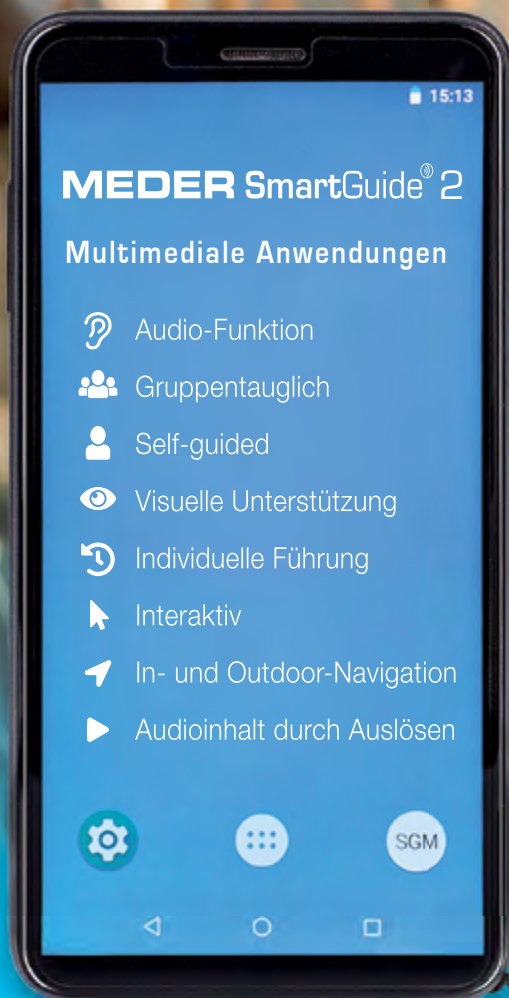 15:13
MEDER SmartGuide® 2
Multimediale Anwendungen
Audio-Funktion
Gruppentauglich
Self-guided
Visuelle Unterstützung
Individuelle Führung
Interaktiv
In- und Outdoor-Navigation
Audioinhalt durch Auslösen
SGM